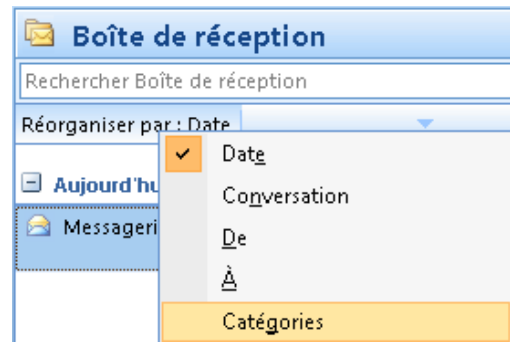 Boîte de réception
Rechercher Boîte de réception
Réorganiser par : Date
Date
Aujourd'hu
Conversation
Messageri
De
À
Catégories